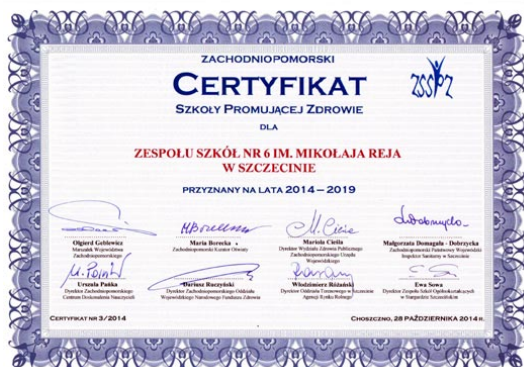 ZACHODNIOPOMORSKI
CERTYFIKAT
SZKOŁY PROMUJĄCEJ ZDROWIE
DLA
ZSSPZ
ZESPOŁU SZKÓŁ NR 6 IM. MIKOŁAJA REJA
W SZCZECINIE
PRZYZNANY NA LATA 2014 – 2019
Olgierd Geblewicz
Marszałek Województwa
Zachodniopomorskiego
Maria Borecka
Zachodniopomorski Kurator Oświaty
Mariola Cieśla
Dyrektor Wydziału Zdrowia Publicznego
Zachodniopomorskiego Urzędu
Wojewódzkiego
Małgorzata Domagała - Dobrzycka
Zachodniopomorski Państwowy Wojewódzki
Inspektor Sanitarny w Szczecinie
Urszula Pańka
Dyrektor Zachodniopomorskiego
Centrum Doskonalenia Nauczycieli
Dariusz Ruczyński
Dyrektor Zachodniopomorskiego Oddziału
Wojewódzkiego Narodowego Funduszu Zdrowia
Włodzimierz Różański
Dyrektor Oddziału Terenowego w Szczecinie
Agencji Rynku Rolnego
Ewa Sowa
Dyrektor Zespołu Szkół Ogólnokształcących
w Stargardzie Szczecińskim
CERTYFIKAT NR 3/2014
CHOSZCZNO, 28 PAŹDZIERNIKA 2014 R.